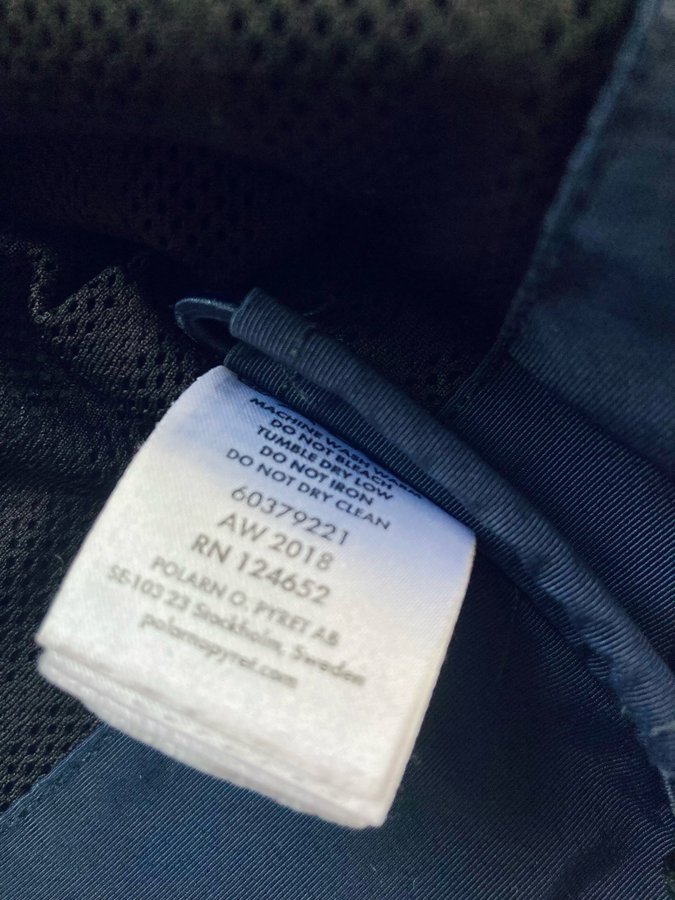 MACHINE WASH WARM
DO NOT BLEACH
TUMBLE DRY LOW
DO NOT IRON
DO NOT DRY CLEAN
60379221
AW 2018
RN 124652
POLARN O. PYRET AB
SE-103 23 Stockholm, Sweden
polarnopyret.com